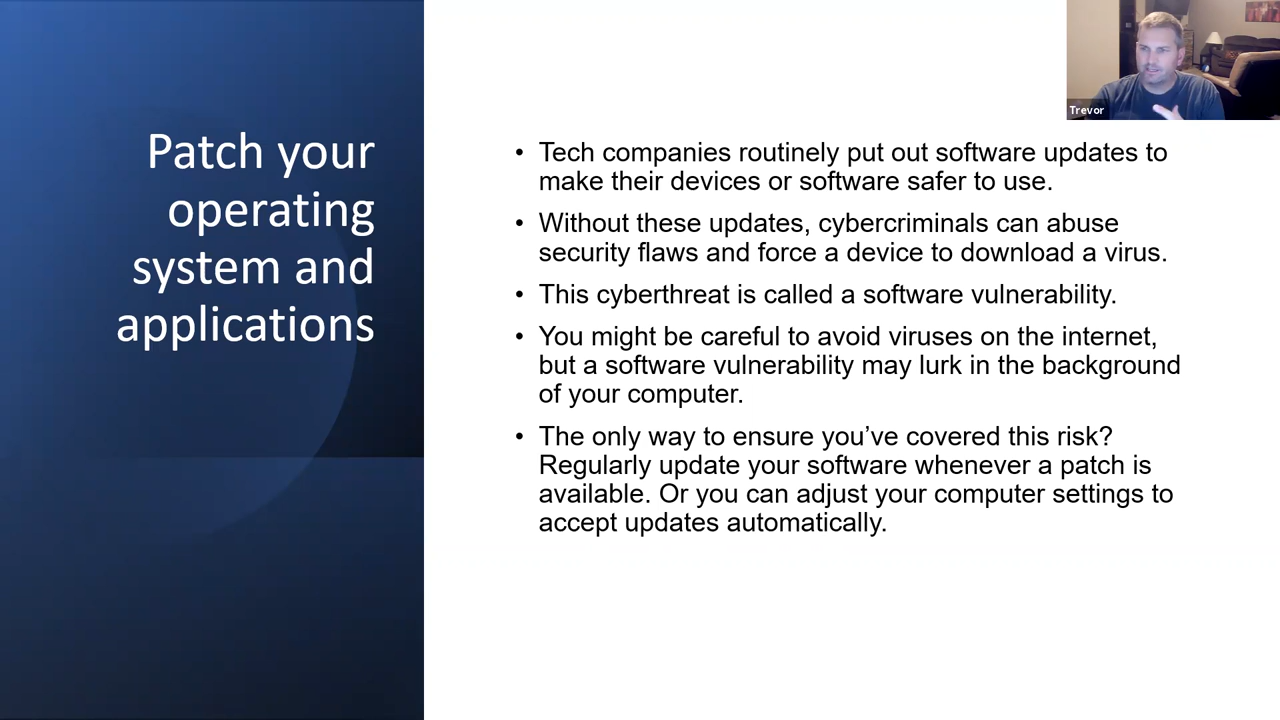 Patch your
operating
system and
applications
Trevor
• Tech companies routinely put out software updates to
make their devices or software safer to use.
• Without these updates, cybercriminals can abuse
security flaws and force a device to download a virus.
• This cyberthreat is called a software vulnerability.
• You might be careful to avoid viruses on the internet,
but a software vulnerability may lurk in the background
of your computer.
• The only way to ensure you’ve covered this risk?
Regularly update your software whenever a patch is
available. Or you can adjust your computer settings to
accept updates automatically.